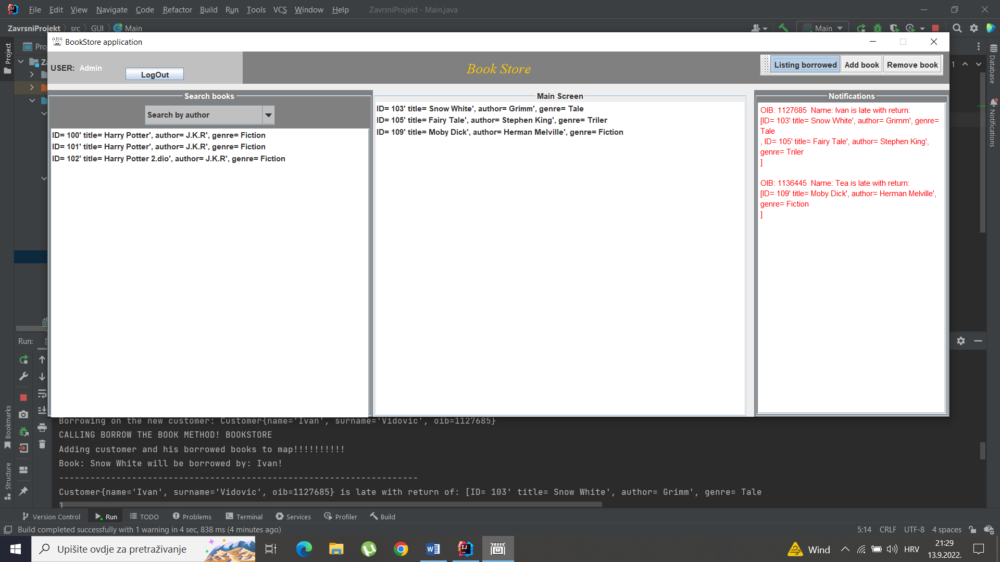 File Edit View Navigate Code Refactor Build Run Tools VCS Window Help ZavrsniProjekt - Main.java
ZavrsniProjekt src GUI Main Main
BookStore application
USER: Admin
LogOut
Book Store
Listing borrowed Add book Remove book
1
Project
Database
Notifications
Search books
Search by author
ID= 100' title= Harry Potter', author= J.K.R', genre= Fiction
ID= 101' title= Harry Potter', author= J.K.R', genre= Fiction
ID= 102' title= Harry Potter 2.dio', author= J.K.R', genre= Fiction
Main Screen
ID= 103' title= Snow White', author= Grimm', genre= Tale
ID= 105' title= Fairy Tale', author= Stephen King', genre= Triler
ID= 109' title= Moby Dick', author= Herman Melville', genre= Fiction
Notifications
OIB: 1127685  Name: Ivan is late with return:
[ID= 103' title= Snow White', author= Grimm', genre=
Tale
, ID= 105' title= Fairy Tale', author= Stephen King',
genre= Triler
]
OIB: 1136445  Name: Tea is late with return:
[ID= 109' title= Moby Dick', author= Herman Melville',
genre= Fiction
]
Run:
Bookmarks
Structure
Borrowing on the new customer: Customer{name='Ivan', surname='Vidovic', oib=1127685}
CALLING BORROW THE BOOK METHOD! BOOKSTORE
Adding customer and his borrowed books to map!!!!!!!!!!
Book: Snow White will be borrowed by: Ivan!
---------------------------------------------------------------------
Customer{name='Ivan', surname='Vidovic', oib=1127685} is late with return of: [ID= 103' title= Snow White', author= Grimm', genre= Tale
]
Version Control Run TODO Problems Terminal Services Profiler Build
Build completed successfully with 1 warning in 4 sec, 838 ms (4 minutes ago)
5:14 CRLF UTF-8 4 spaces
Upišite ovdje za pretraživanje
Wind HRV 21:29
13.9.2022.